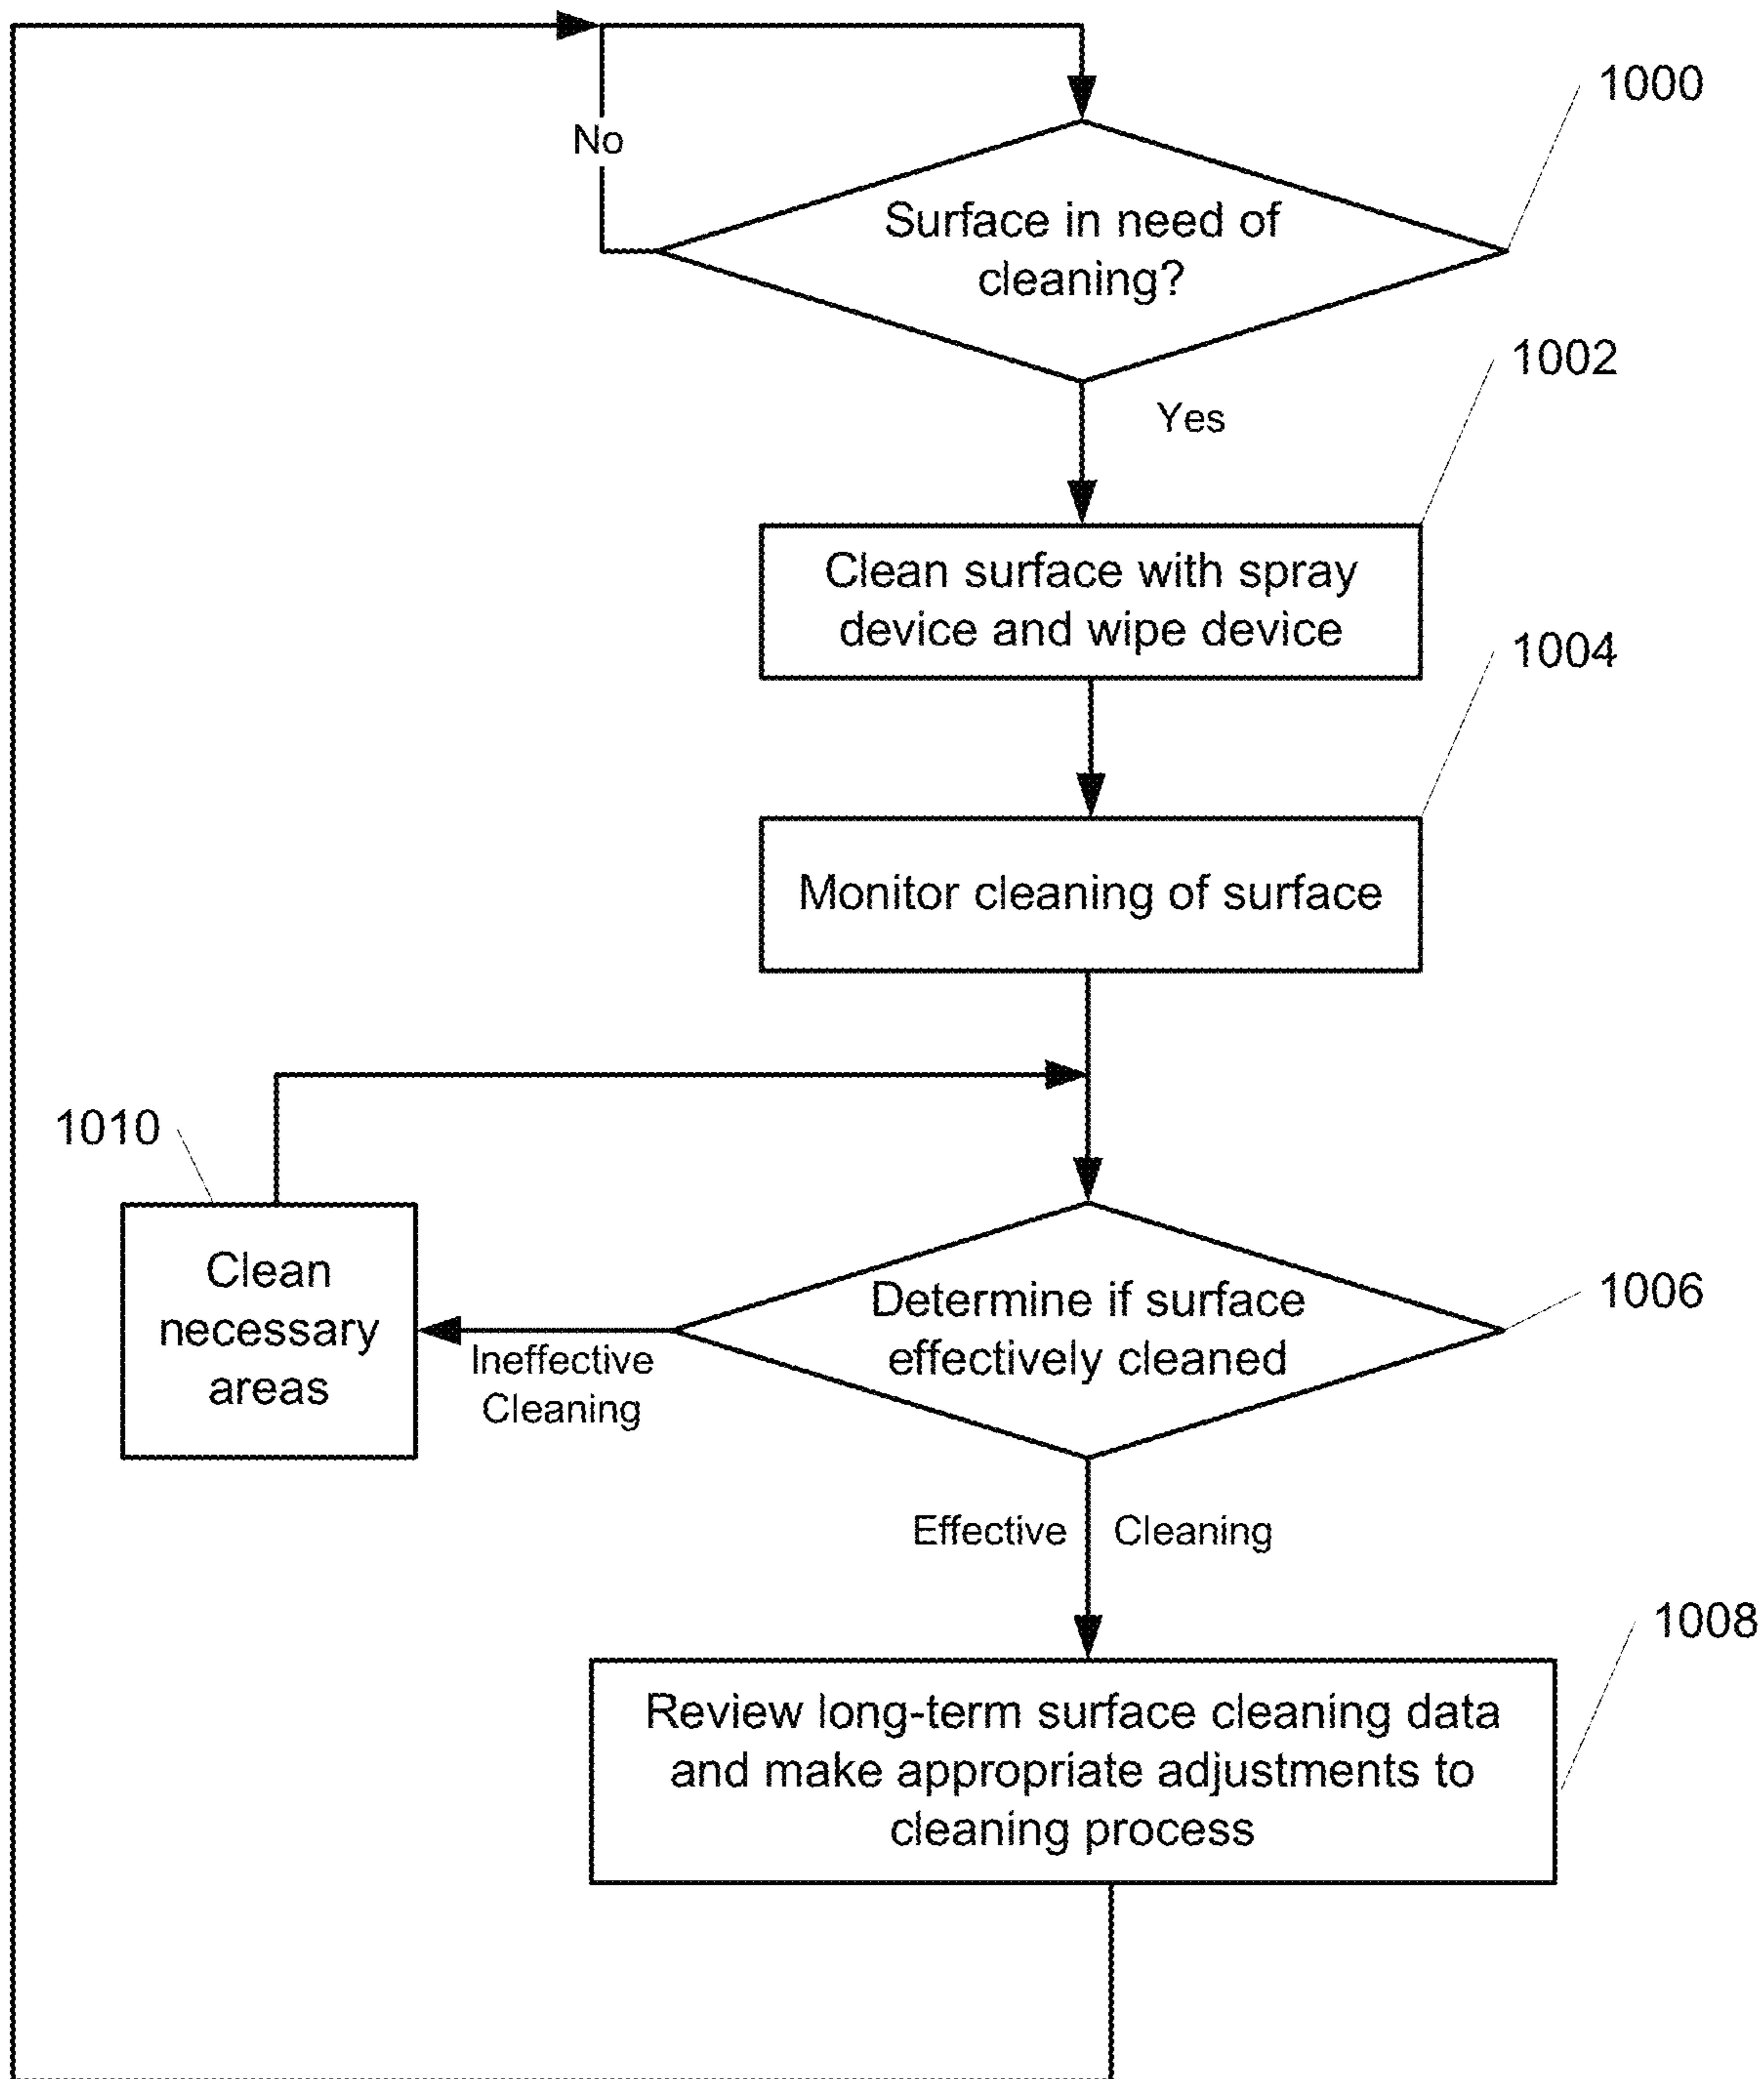 1000
No
Surface in need of
cleaning?
1002
Yes
Clean surface with spray
device and wipe device
1004
Monitor cleaning of surface
1010
Clean
necessary
areas
Ineffective
Cleaning
Determine if surface
effectively cleaned
1006
Effective Cleaning
1008
Review long-term surface cleaning data
and make appropriate adjustments to
cleaning process